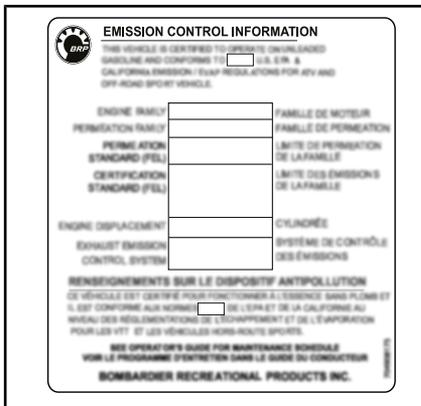 BRP
EMISSION CONTROL INFORMATION
THIS VEHICLE IS CERTIFIED TO OPERATE ON UNLEADED
GASOLINE AND CONFORMS TO U.S. EPA &
CALIFORNIA EMISSION / EVAP REGULATIONS FOR ATV AND
OFF-ROAD SPORT VEHICLE.
ENGINE FAMILY FAMILLE DE MOTEUR
PERMEATION FAMILY FAMILLE DE PERMEATION
PERMEATION LIMITE DE PERMEATION
STANDARD (FEL) DE LA FAMILLE
CERTIFICATION LIMITE DES ÉMISSIONS
STANDARD (FEL) DE LA FAMILLE
ENGINE DISPLACEMENT CYLINDRÉE
EXHAUST EMISSION SYSTÈME DE CONTRÔLE
CONTROL SYSTEM DES ÉMISSIONS
RENSEIGNEMENTS SUR LE DISPOSITIF ANTIPOLLUTION
CE VÉHICULE EST CERTIFIÉ POUR FONCTIONNER À L'ESSENCE SANS PLOMB ET
IL EST CONFORME AUX NORMES DE L'EPA ET DE LA CALIFORNIE AU
NIVEAU DES RÉGLEMENTATIONS DE L'ÉCHAPPEMENT ET DE L'ÉVAPORATION
POUR LES VTT ET LES VÉHICULES HORS-ROUTE SPORTS.
SEE OPERATOR'S GUIDE FOR MAINTENANCE SCHEDULE
VOIR LE PROGRAMME D'ENTRETIEN DANS LE GUIDE DU CONDUCTEUR
BOMBARDIER RECREATIONAL PRODUCTS INC.